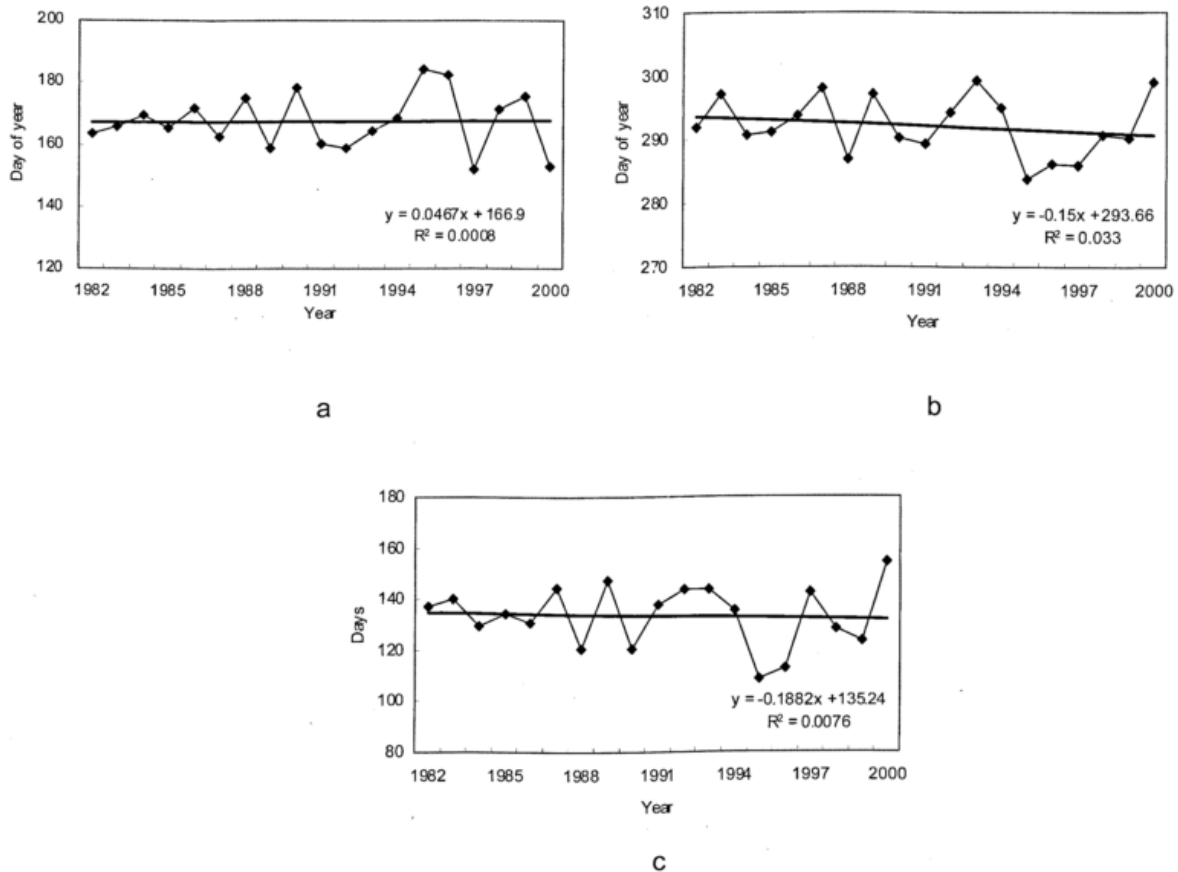 200
180
160
140
120
Day of year
y = 0.0467x + 166.9
R² = 0.0008
1982 1985 1988 1991 1994 1997 2000
Year
a
310
300
290
280
270
Day of year
y = -0.15x +293.66
R² = 0.033
1982 1985 1988 1991 1994 1997 2000
Year
b
180
160
140
120
100
80
Days
y = -0.1882x +135.24
R² = 0.0076
1982 1985 1988 1991 1994 1997 2000
Year
c